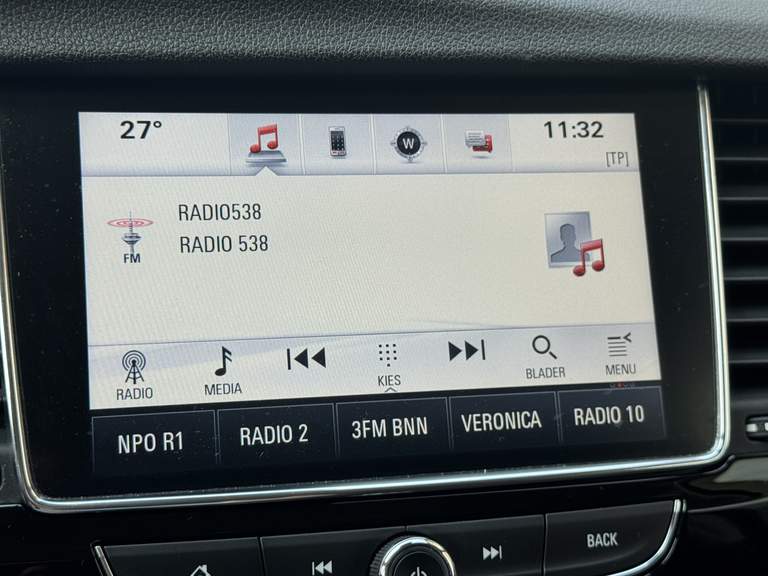 27°
W
11:32
[TP]
RADIO538
RADIO 538
FM
RADIO
MEDIA
KIES
BLADER
MENU
NPO R1
RADIO 2
3FM BNN
VERONICA
RADIO 10
BACK